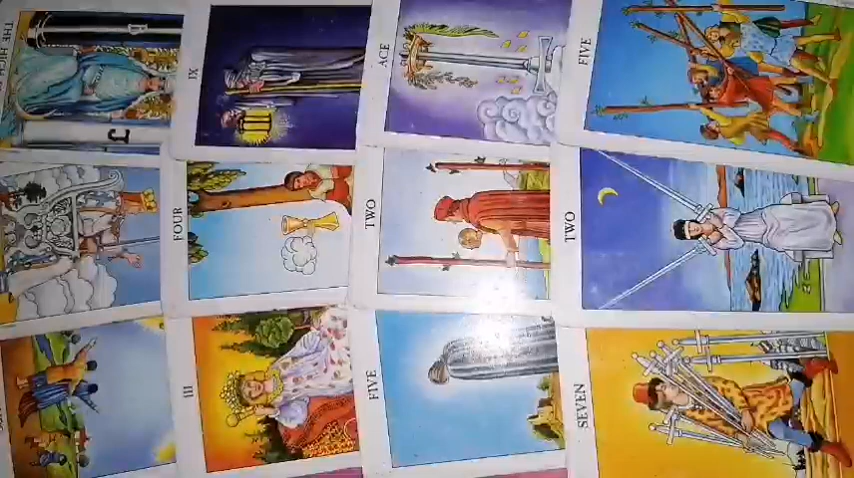 THE HIGH
B
J
IX
ACE
FIVE
FOUR
TWO
TWO
III
FIVE
SEVEN